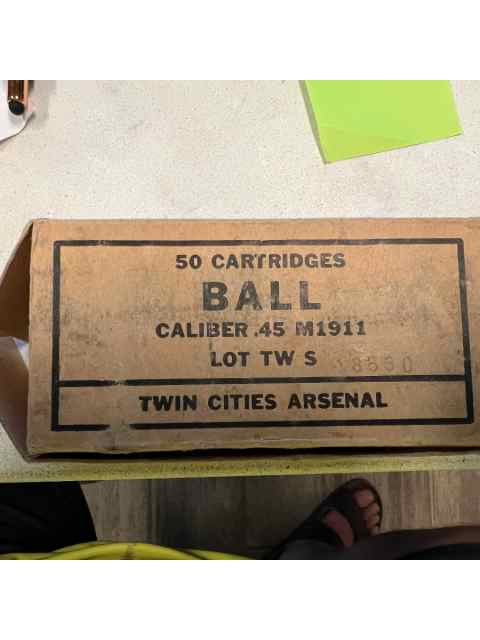 50 CARTRIDGES
BALL
CALIBER .45 M1911
LOT TW S
TWIN CITIES ARSENAL